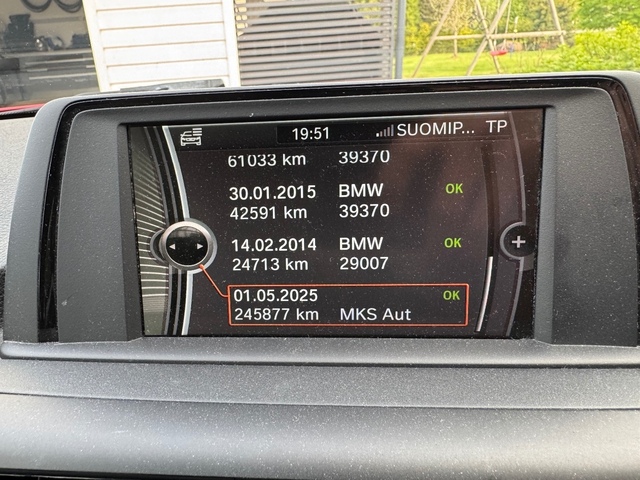 19:51 SUOMIP... TP
61033 km 39370
30.01.2015 BMW OK
42591 km 39370
14.02.2014 BMW OK
24713 km 29007
01.05.2025 OK
245877 km MKS Aut